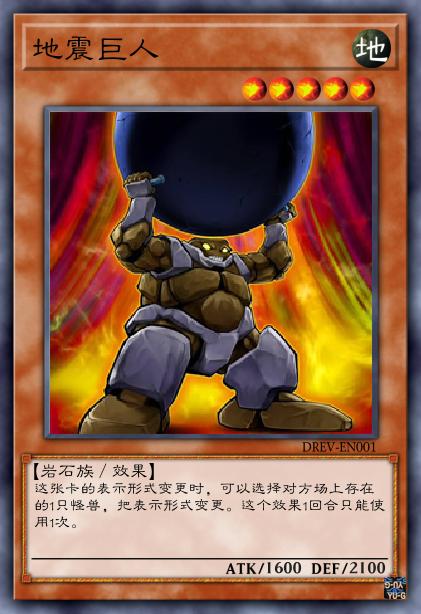 地震巨人
地
DREV-EN001
【岩石族／效果】
这张卡的表示形式变更时，可以选择对方场上存在
的1只怪兽，把表示形式变更。这个效果1回合只能使
用1次。
ATK/1600 DEF/2100